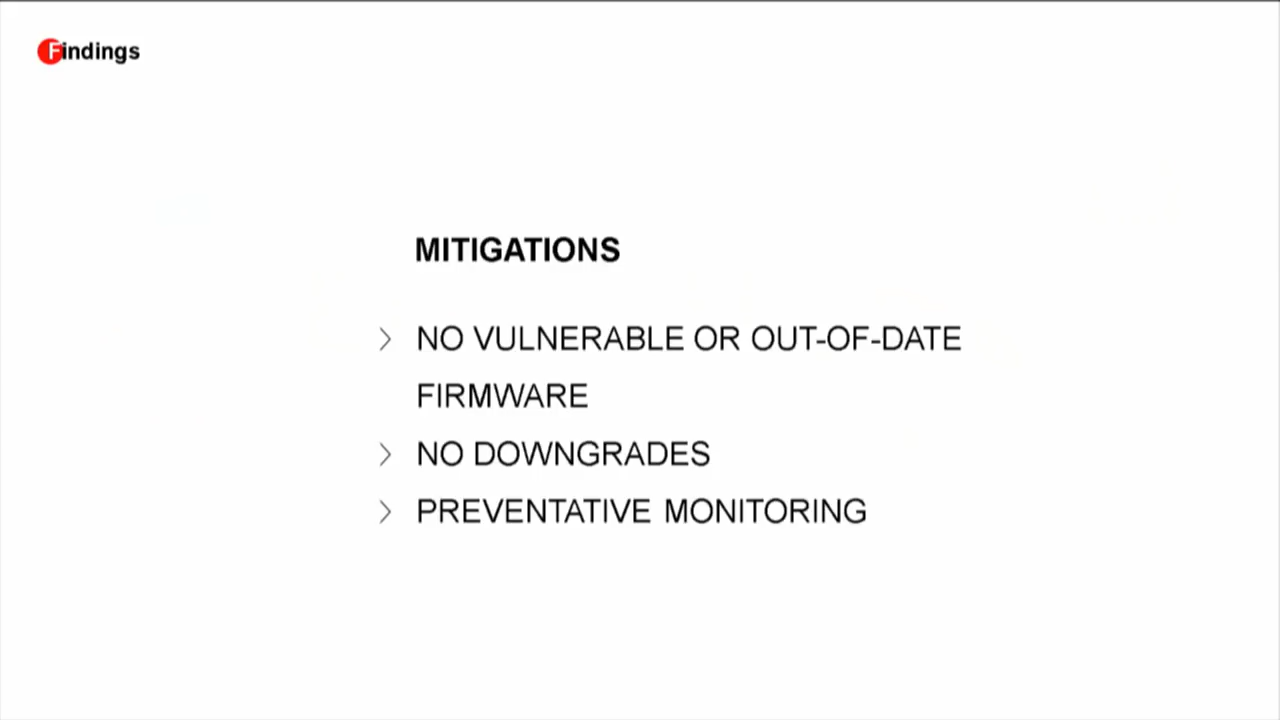 Findings
MITIGATIONS
> NO VULNERABLE OR OUT-OF-DATE
FIRMWARE
> NO DOWNGRADES
> PREVENTATIVE MONITORING